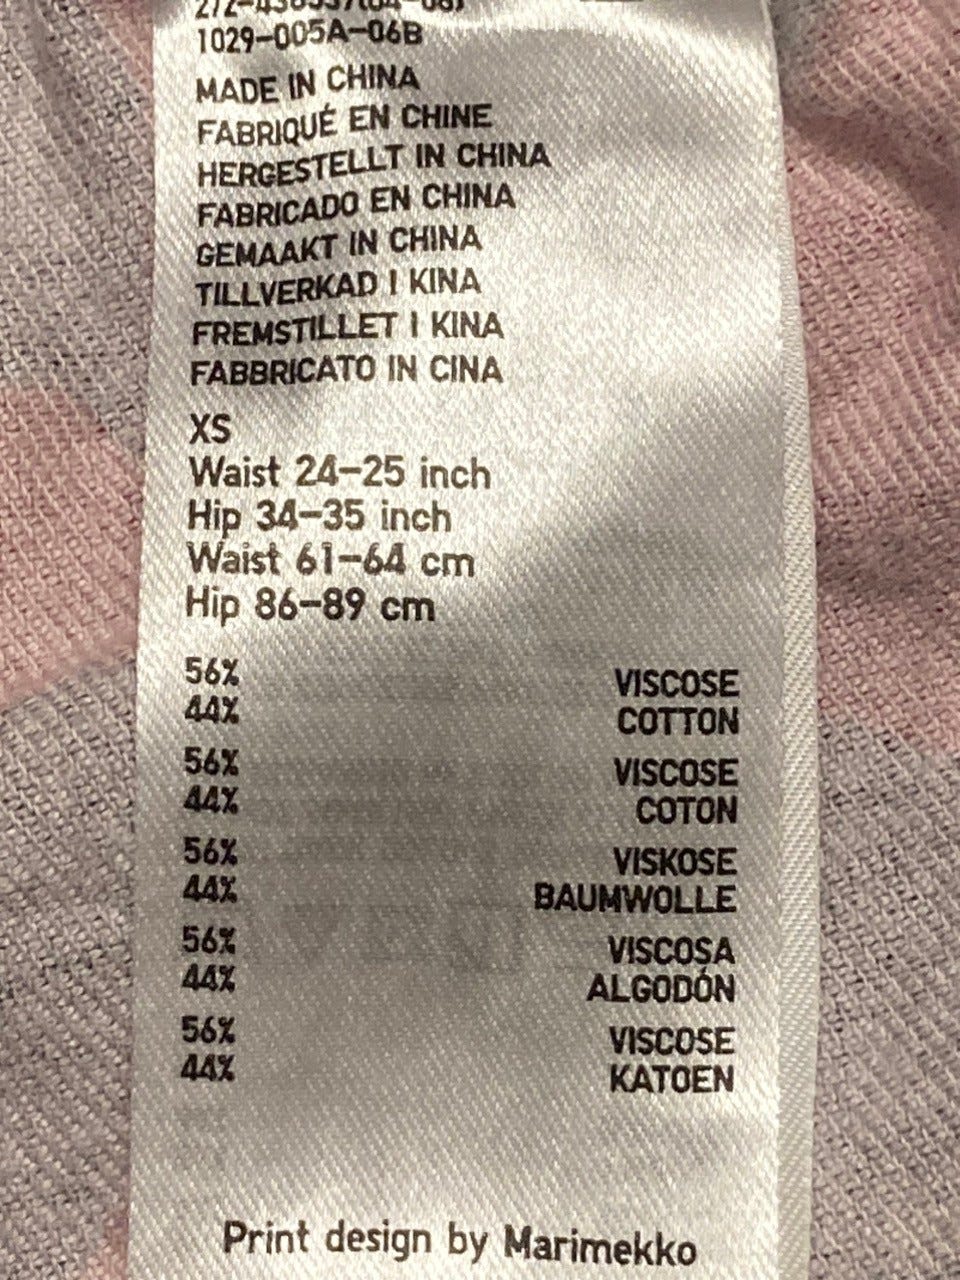 1029-005A-06B
MADE IN CHINA
FABRIQUÉ EN CHINE
HERGESTELLT IN CHINA
FABRICADO EN CHINA
GEMAAKT IN CHINA
TILLVERKAD I KINA
FREMSTILLET I KINA
FABBRICATO IN CINA
XS
Waist 24–25 inch
Hip 34–35 inch
Waist 61–64 cm
Hip 86–89 cm
56% VISCOSE
44% COTTON
56% VISCOSE
44% COTON
56% VISKOSE
44% BAUMWOLLE
56% VISCOSA
44% ALGODÓN
56% VISCOSE
44% KATOEN
Print design by Marimekko